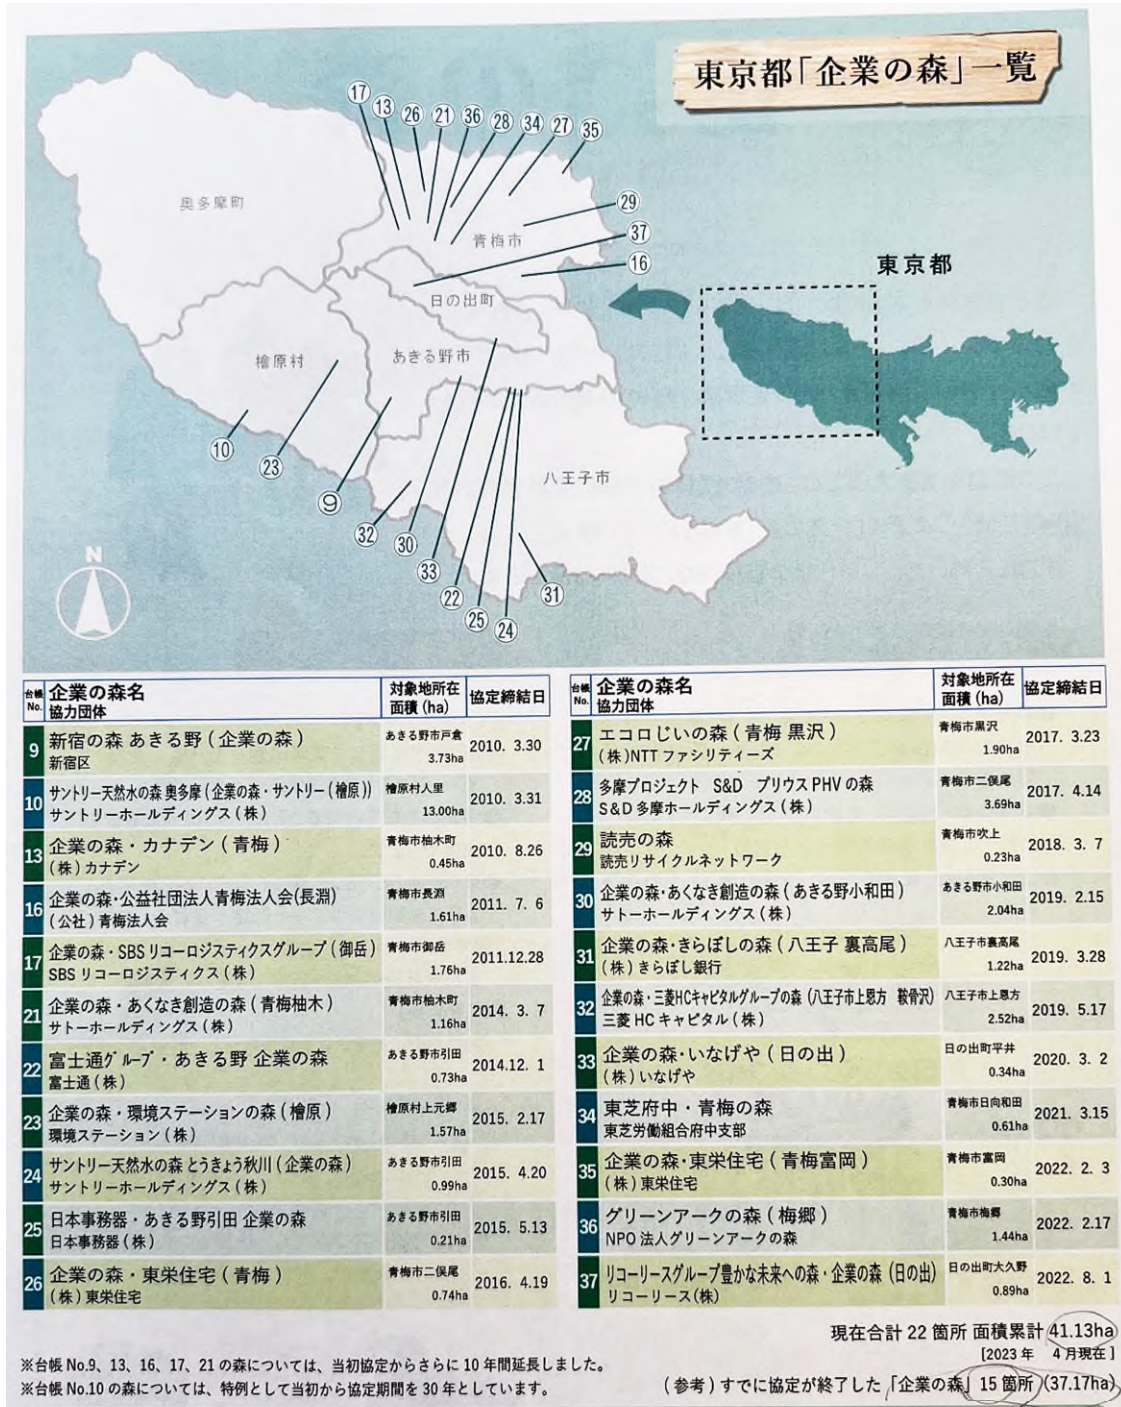 東京都「企業の森」一覧
⑰ ⑬ ㉖ ㉑ ㊱ ㉘ ㉞ ㉗ ㉟
㉙
㊲
⑯
奥多摩町
青梅市
日の出町
檜原村
あきる野市
八王子市
東京都
⑩
㉓
⑨
㉜
㉚
㉝
㉒
㉕
㉔
㉛
N
台帳No. 企業の森名 協力団体 対象地所在 面積(ha) 協定締結日
9 新宿の森 あきる野(企業の森) あきる野市戸倉 2010. 3.30
新宿区 3.73ha
10 サントリー天然水の森 奥多摩(企業の森・サントリー(檜原)) 檜原村人里 2010. 3.31
サントリーホールディングス(株) 13.00ha
13 企業の森・カナデン(青梅) 青梅市柚木町 2010. 8.26
(株)カナデン 0.45ha
16 企業の森・公益社団法人青梅法人会(長淵) 青梅市長淵 2011. 7. 6
(公社)青梅法人会 1.61ha
17 企業の森・SBSリコーロジスティクスグループ(御岳) 青梅市御岳 2011.12.28
SBSリコーロジスティクス(株) 1.76ha
21 企業の森・あくなき創造の森(青梅柚木) 青梅市柚木町 2014. 3. 7
サトーホールディングス(株) 1.16ha
22 富士通グループ・あきる野 企業の森 あきる野市引田 2014.12. 1
富士通(株) 0.73ha
23 企業の森・環境ステーションの森(檜原) 檜原村上元郷 2015. 2.17
環境ステーション(株) 1.57ha
24 サントリー天然水の森 とうきょう秋川(企業の森) あきる野市引田 2015. 4.20
サントリーホールディングス(株) 0.99ha
25 日本事務器・あきる野引田 企業の森 あきる野市引田 2015. 5.13
日本事務器(株) 0.21ha
26 企業の森・東栄住宅(青梅) 青梅市二俣尾 2016. 4.19
(株)東栄住宅 0.74ha
台帳No. 企業の森名 協力団体 対象地所在 面積(ha) 協定締結日
27 エコロじいの森(青梅 黒沢) 青梅市黒沢 2017. 3.23
(株)NTTファシリティーズ 1.90ha
28 多摩プロジェクト S&D プリウスPHVの森 青梅市二俣尾 2017. 4.14
S&D多摩ホールディングス(株) 3.69ha
29 読売の森 青梅市吹上 2018. 3. 7
読売リサイクルネットワーク 0.23ha
30 企業の森・あくなき創造の森(あきる野小和田) あきる野市小和田 2019. 2.15
サトーホールディングス(株) 2.04ha
31 企業の森・きらぼしの森(八王子 裏高尾) 八王子市裏高尾 2019. 3.28
(株)きらぼし銀行 1.22ha
32 企業の森・三菱HCキャピタルグループの森(八王子市上恩方 鞍骨沢) 八王子市上恩方 2019. 5.17
三菱HCキャピタル(株) 2.52ha
33 企業の森・いなげや(日の出) 日の出町平井 2020. 3. 2
(株)いなげや 0.34ha
34 東芝府中・青梅の森 青梅市日向和田 2021. 3.15
東芝労働組合府中支部 0.61ha
35 企業の森・東栄住宅(青梅富岡) 青梅市富岡 2022. 2. 3
(株)東栄住宅 0.30ha
36 グリーンアークの森(梅郷) 青梅市梅郷 2022. 2.17
NPO法人グリーンアークの森 1.44ha
37 リコーリースグループ豊かな未来への森・企業の森(日の出) 日の出町大久野 2022. 8. 1
リコーリース(株) 0.89ha
現在合計22箇所 面積累計 41.13ha
[2023年 4月現在]
※台帳No.9、13、16、17、21の森については、当初協定からさらに10年間延長しました。
※台帳No.10の森については、特例として当初から協定期間を30年としています。
(参考)すでに協定が終了した「企業の森」15箇所(37.17ha)